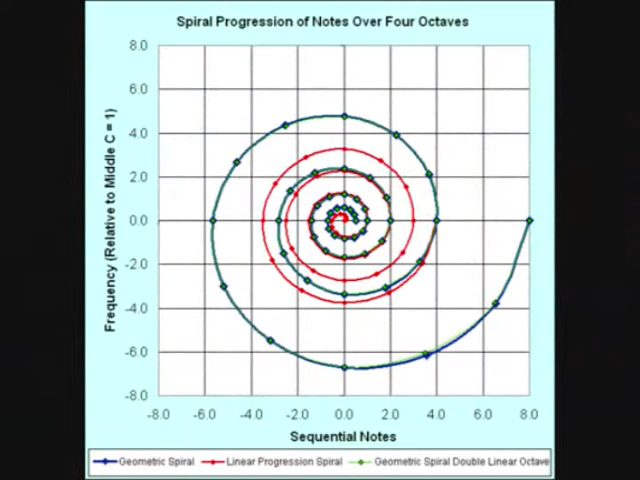 Spiral Progression of Notes Over Four Octaves
8.0
6.0
4.0
2.0
0.0
-2.0
-4.0
-6.0
-8.0
Frequency (Relative to Middle C = 1)
-8.0 -6.0 -4.0 -2.0 0.0 2.0 4.0 6.0 8.0
Sequential Notes
Geometric Spiral Linear Progression Spiral Geometric Spiral Double Linear Octave